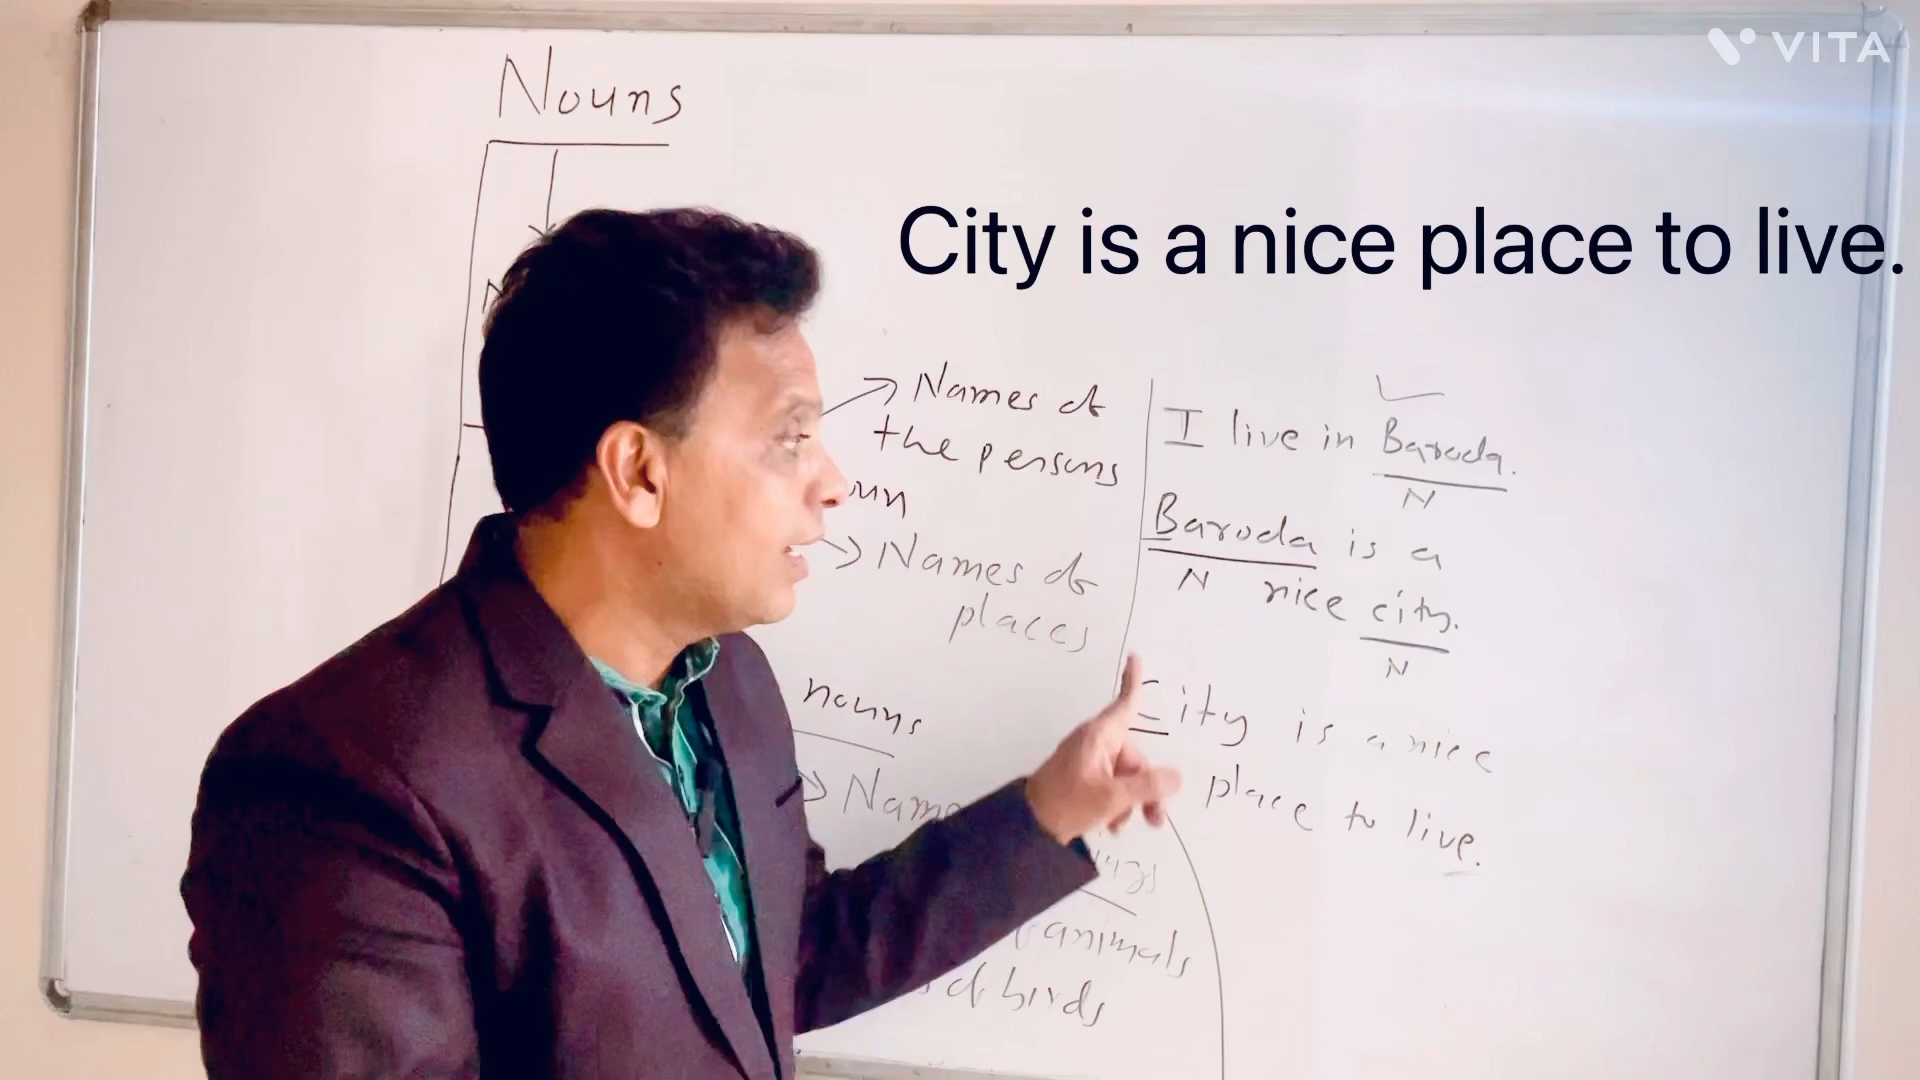 VITA
Nouns
City is a nice place to live.
Names of
the persons
Names of
places
nouns
animals
of birds
I live in Baroda.
N
Baroda is a
N nice city.
N
City is a nice
place to live.